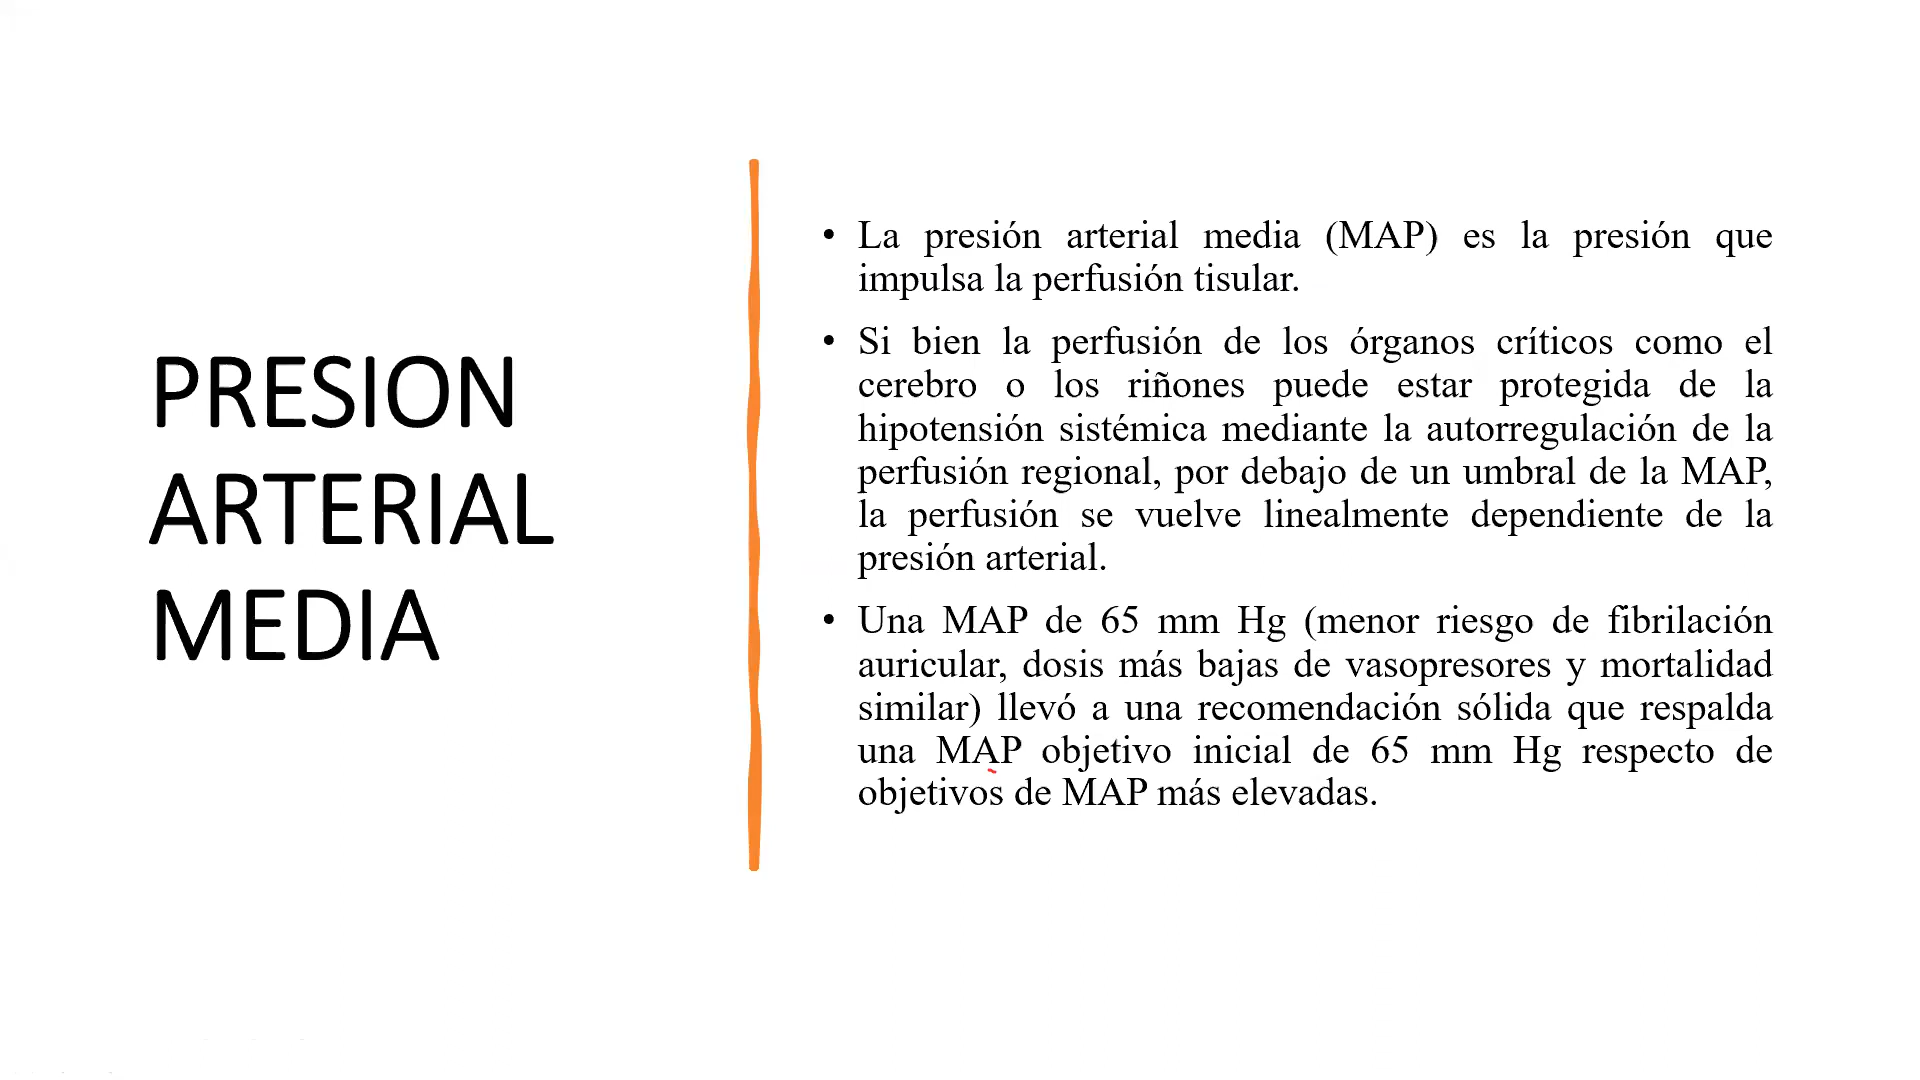 PRESION
ARTERIAL
MEDIA
• La presión arterial media (MAP) es la presión que
impulsa la perfusión tisular.
• Si bien la perfusión de los órganos críticos como el
cerebro o los riñones puede estar protegida de la
hipotensión sistémica mediante la autorregulación de la
perfusión regional, por debajo de un umbral de la MAP,
la perfusión se vuelve linealmente dependiente de la
presión arterial.
• Una MAP de 65 mm Hg (menor riesgo de fibrilación
auricular, dosis más bajas de vasopresores y mortalidad
similar) llevó a una recomendación sólida que respalda
una MAP objetivo inicial de 65 mm Hg respecto de
objetivos de MAP más elevadas.